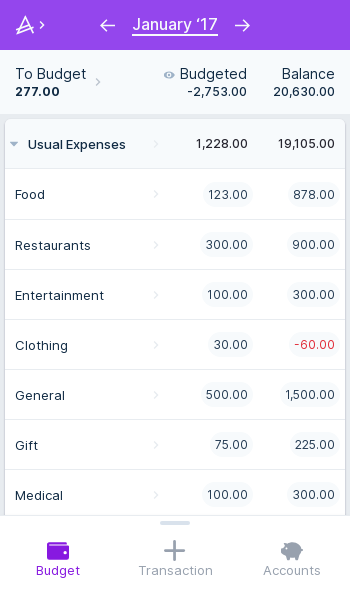 January ‘17
To Budget Budgeted Balance
277.00 -2,753.00 20,630.00
Usual Expenses 1,228.00 19,105.00
Food 123.00 878.00
Restaurants 300.00 900.00
Entertainment 100.00 300.00
Clothing 30.00 -60.00
General 500.00 1,500.00
Gift 75.00 225.00
Medical 100.00 300.00
Budget Transaction Accounts